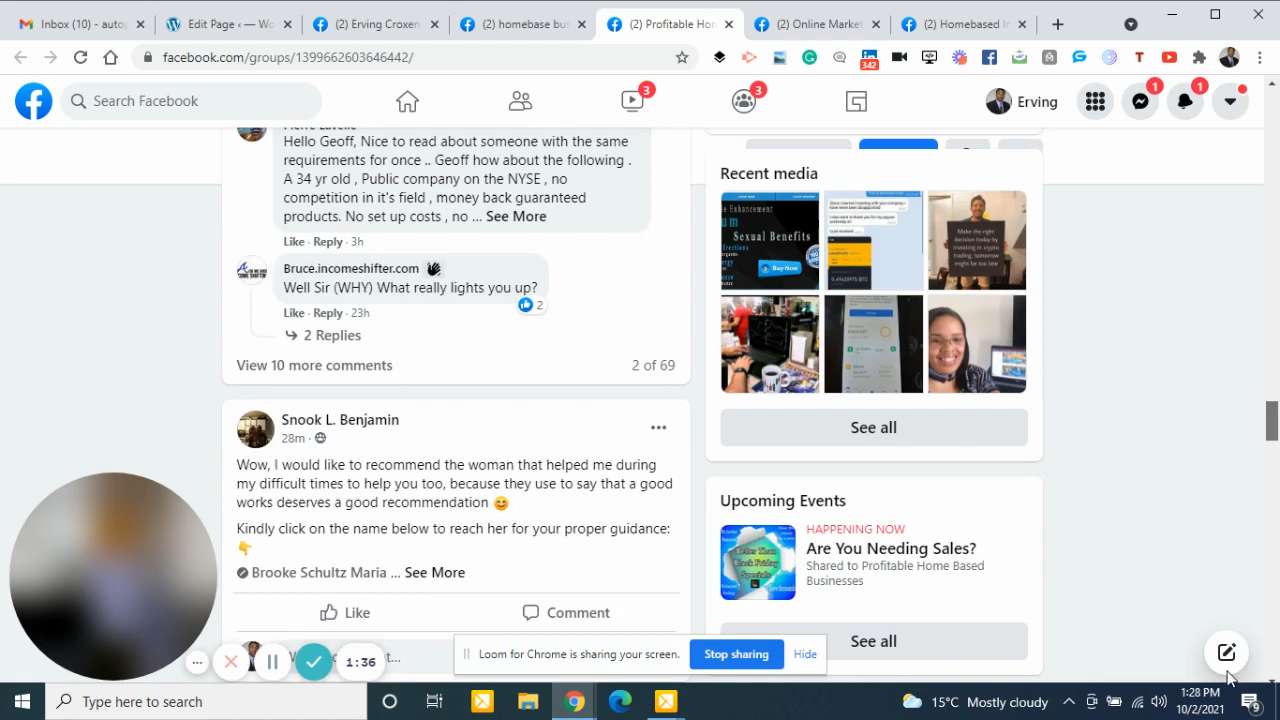 Inbox (10) - autop
Edit Page ‹ — Wo
(2) Erving Croxen
(2) homebase bus
(2) Profitable Hom
(2) Online Market
(2) Homebased In
facebook.com/groups/1399662603646442/
342
Search Facebook
3
3
Erving
1
1
Hello Geoff, Nice to read about someone with the same
requirements for once .. Geoff how about the following .
A 34 yr old , Public company on the NYSE , no
competition in it's field , money back guaranteed
products. No set up costs , no... See More
Like · Reply · 3h
Bruce.incomeshifter.com
Well Sir (WHY) What really lights you up?
2
Like · Reply · 23h
2 Replies
View 10 more comments
2 of 69
Snook L. Benjamin
28m ·
Wow, I would like to recommend the woman that helped me during
my difficult times to help you too, because they use to say that a good
works deserves a good recommendation 😊
Kindly click on the name below to reach her for your proper guidance:
👇
Brooke Schultz Maria ... See More
Like
Comment
Recent media
Enhancement
Sexual Benefits
Buy Now
Make the right
decision today by
investing in crypto
tomorrow
might be too late
See all
Upcoming Events
HAPPENING NOW
Are You Needing Sales?
Shared to Profitable Home Based
Businesses
Better Than
Black Friday
Specials
See all
1:36
Loom for Chrome is sharing your screen.
Stop sharing
Hide
Type here to search
15°C Mostly cloudy
1:28 PM
10/2/2021
9